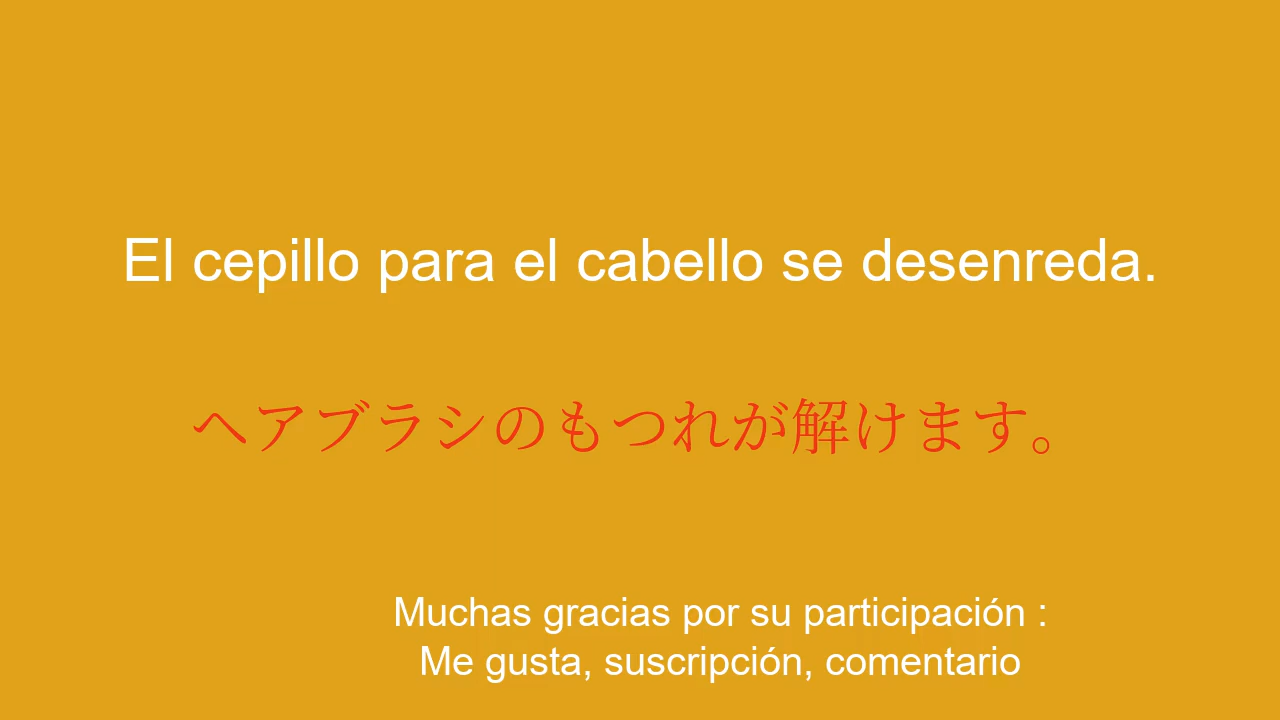 El cepillo para el cabello se desenreda.
ヘアブラシのもつれが解けます。
Muchas gracias por su participación :
Me gusta, suscripción, comentario